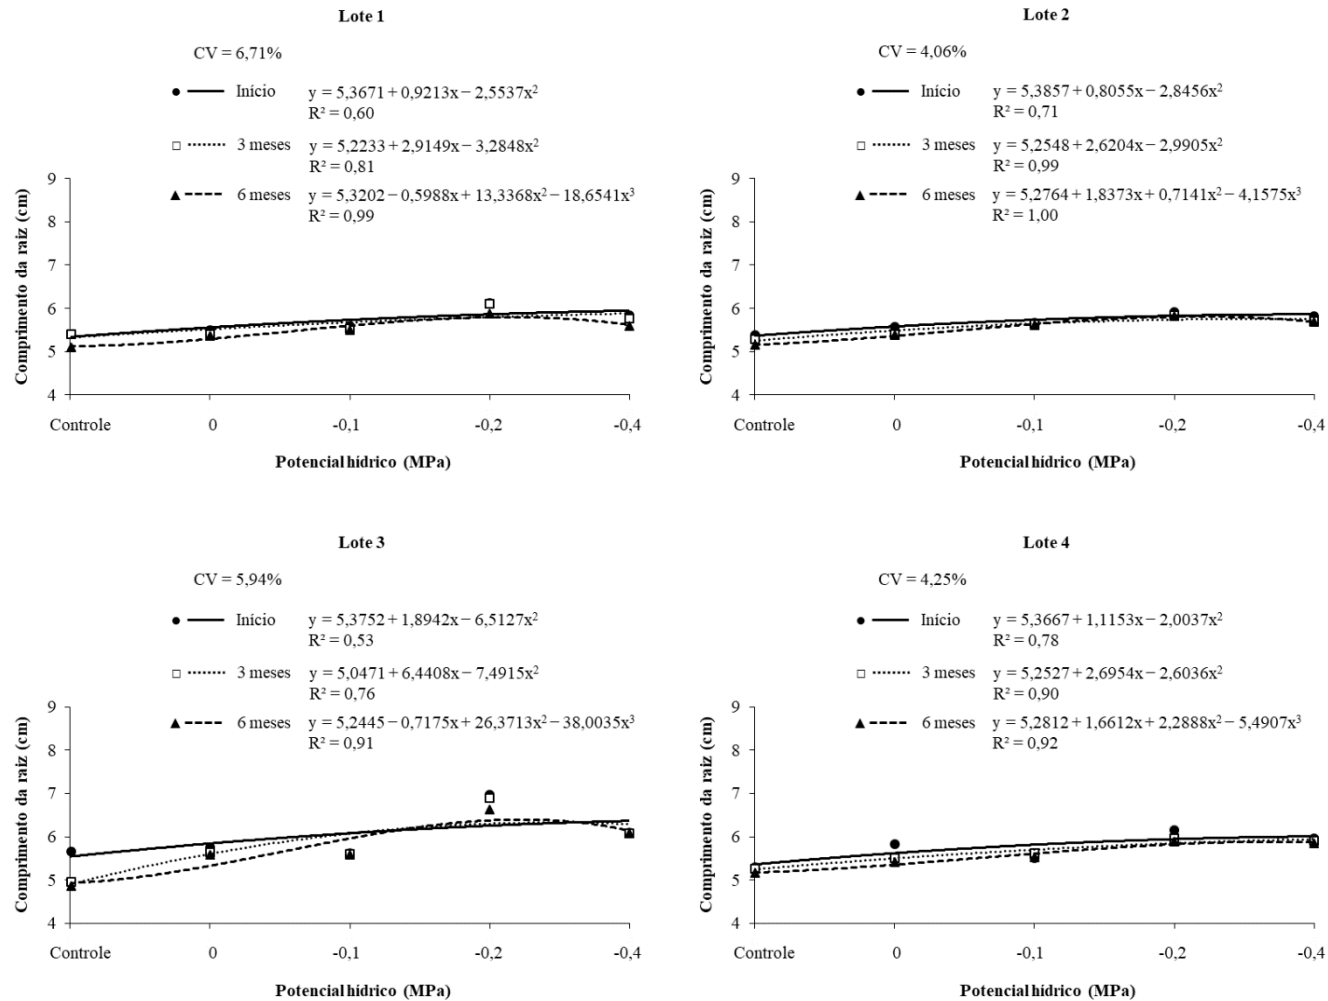 Lote 1
CV = 6,71%
Início y = 5,3671 + 0,9213x − 2,5537x²
R² = 0,60
3 meses y = 5,2233 + 2,9149x − 3,2848x²
R² = 0,81
6 meses y = 5,3202 − 0,5988x + 13,3368x² − 18,6541x³
R² = 0,99
Comprimento da raiz (cm)
9
8
7
6
5
4
Controle 0 -0,1 -0,2 -0,4
Potencial hídrico (MPa)
Lote 2
CV = 4,06%
Início y = 5,3857 + 0,8055x − 2,8456x²
R² = 0,71
3 meses y = 5,2548 + 2,6204x − 2,9905x²
R² = 0,99
6 meses y = 5,2764 + 1,8373x + 0,7141x² − 4,1575x³
R² = 1,00
Comprimento da raiz (cm)
9
8
7
6
5
4
Controle 0 -0,1 -0,2 -0,4
Potencial hídrico (MPa)
Lote 3
CV = 5,94%
Início y = 5,3752 + 1,8942x − 6,5127x²
R² = 0,53
3 meses y = 5,0471 + 6,4408x − 7,4915x²
R² = 0,76
6 meses y = 5,2445 − 0,7175x + 26,3713x² − 38,0035x³
R² = 0,91
Comprimento da raiz (cm)
9
8
7
6
5
4
Controle 0 -0,1 -0,2 -0,4
Potencial hídrico (MPa)
Lote 4
CV = 4,25%
Início y = 5,3667 + 1,1153x − 2,0037x²
R² = 0,78
3 meses y = 5,2527 + 2,6954x − 2,6036x²
R² = 0,90
6 meses y = 5,2812 + 1,6612x + 2,2888x² − 5,4907x³
R² = 0,92
Comprimento da raiz (cm)
9
8
7
6
5
4
Controle 0 -0,1 -0,2 -0,4
Potencial hídrico (MPa)